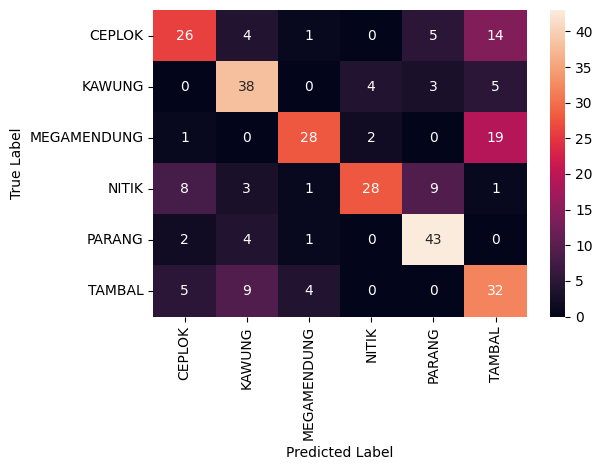 True Label
CEPLOK 26 4 1 0 5 14
KAWUNG 0 38 0 4 3 5
MEGAMENDUNG 1 0 28 2 0 19
NITIK 8 3 1 28 9 1
PARANG 2 4 1 0 43 0
TAMBAL 5 9 4 0 0 32
CEPLOK KAWUNG MEGAMENDUNG NITIK PARANG TAMBAL
Predicted Label
40
35
30
25
20
15
10
5
0